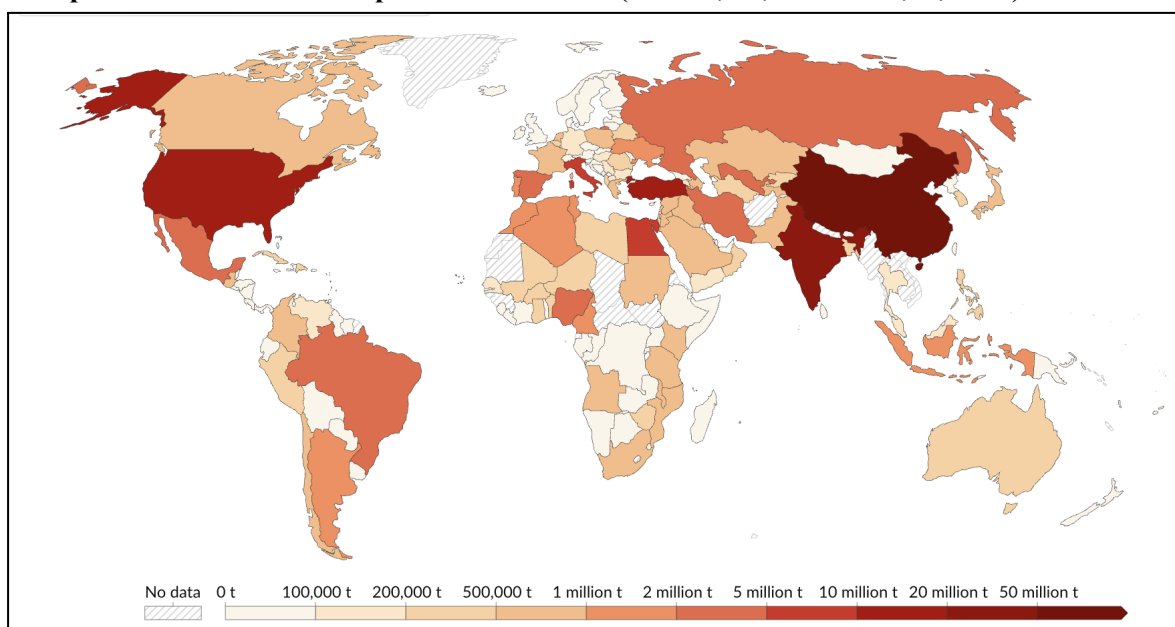 No data
0 t
100,000 t
200,000 t
500,000 t
1 million t
2 million t
5 million t
10 million t
20 million t
50 million t